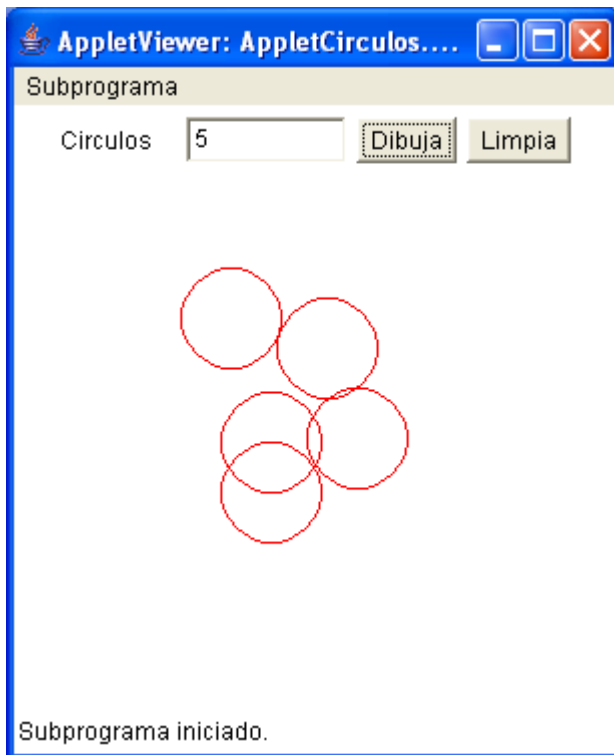 AppletViewer: AppletCirculos....
Subprograma
Circulos 5 Dibuja Limpia
Subprograma iniciado.